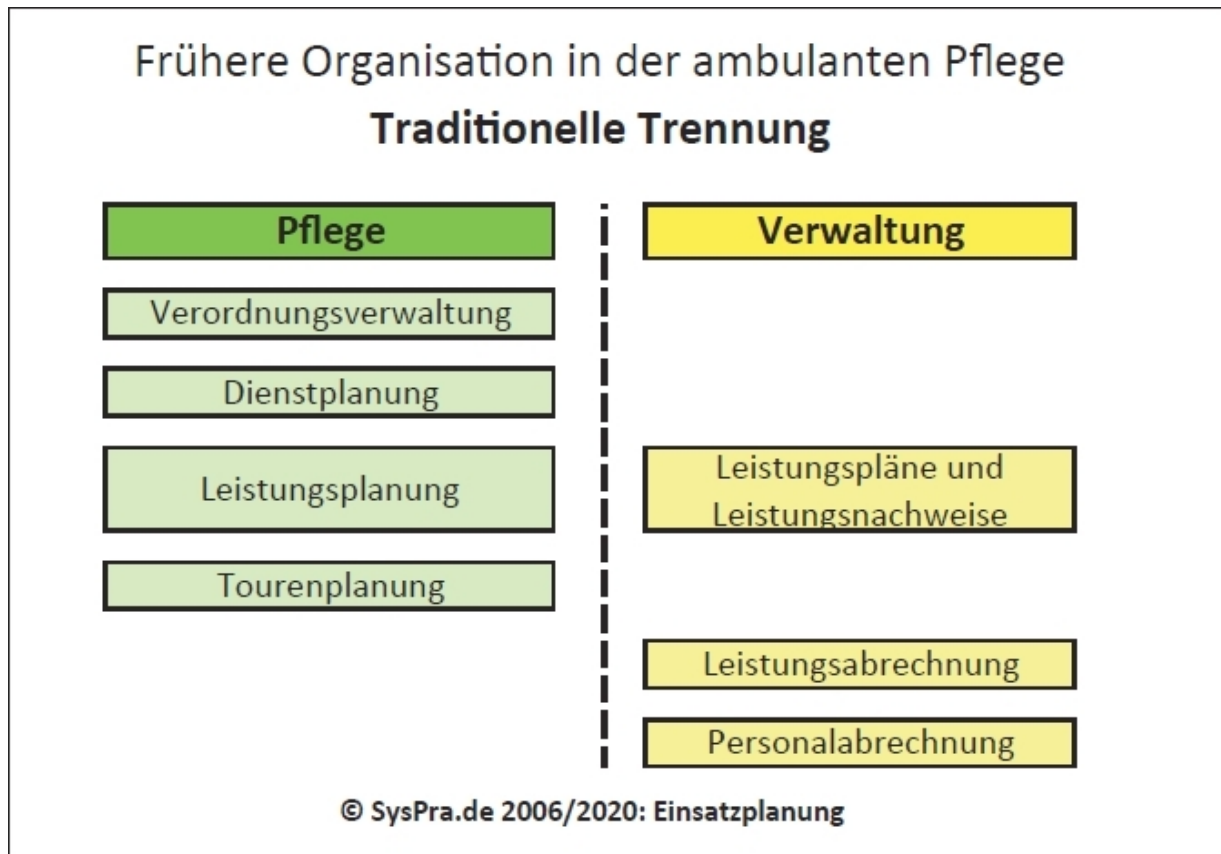 Frühere Organisation in der ambulanten Pflege
Traditionelle Trennung
Pflege
Verordnungsverwaltung
Dienstplanung
Leistungsplanung
Tourenplanung
Verwaltung
Leistungspläne und
Leistungsnachweise
Leistungsabrechnung
Personalabrechnung
© SysPra.de 2006/2020: Einsatzplanung